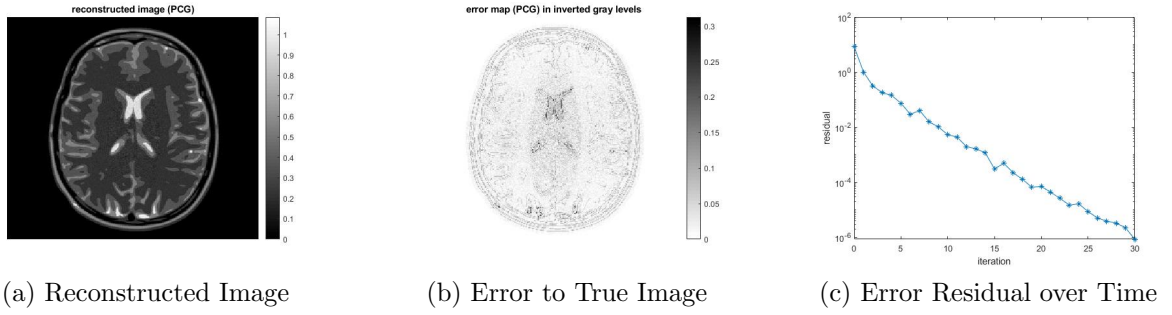 reconstructed image (PCG)
1
0.9
0.8
0.7
0.6
0.5
0.4
0.3
0.2
0.1
0
(a) Reconstructed Image
error map (PCG) in inverted gray levels
0.3
0.25
0.2
0.15
0.1
0.05
0
(b) Error to True Image
10^2
10^0
10^-2
10^-4
10^-6
residual
0 5 10 15 20 25 30
iteration
(c) Error Residual over Time